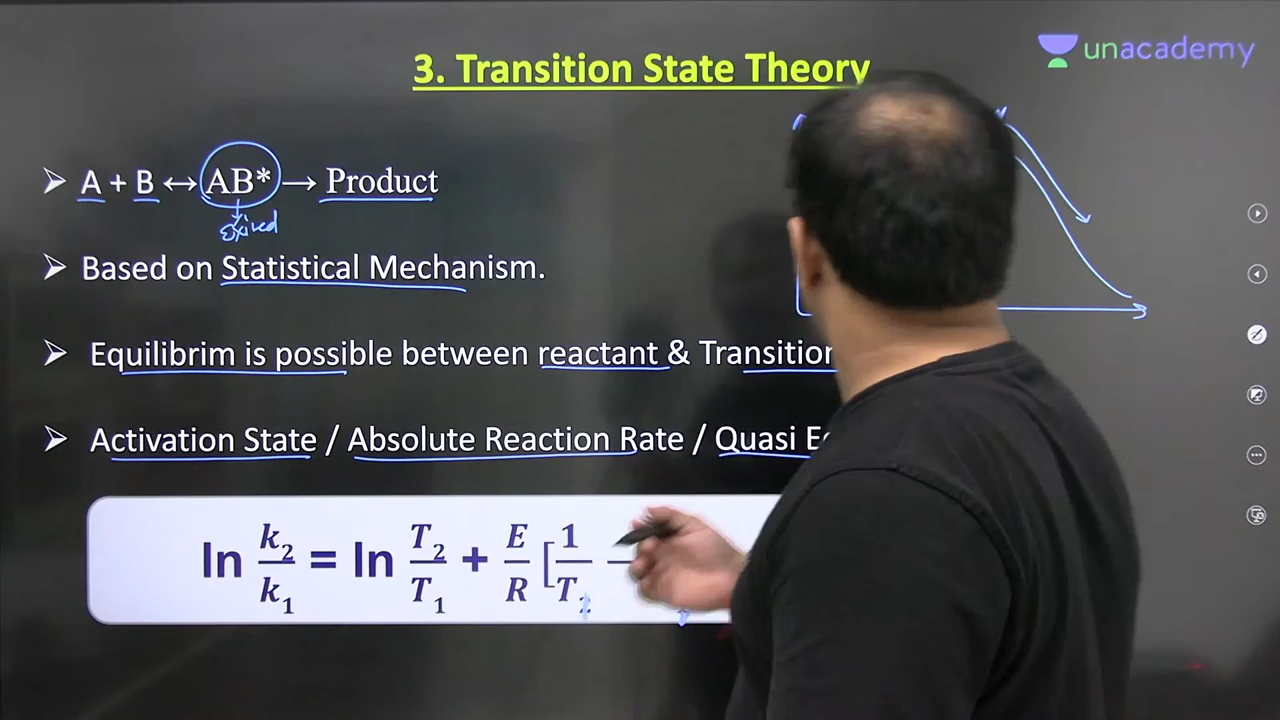 unacademy
3. Transition State Theory
➢ A + B ↔ AB* → Product
➢ Based on Statistical Mechanism.
➢ Equilibrim is possible between reactant & Transition
➢ Activation State / Absolute Reaction Rate / Quasi
ln k₂/k₁ = ln T₂/T₁ + E/R [1/T